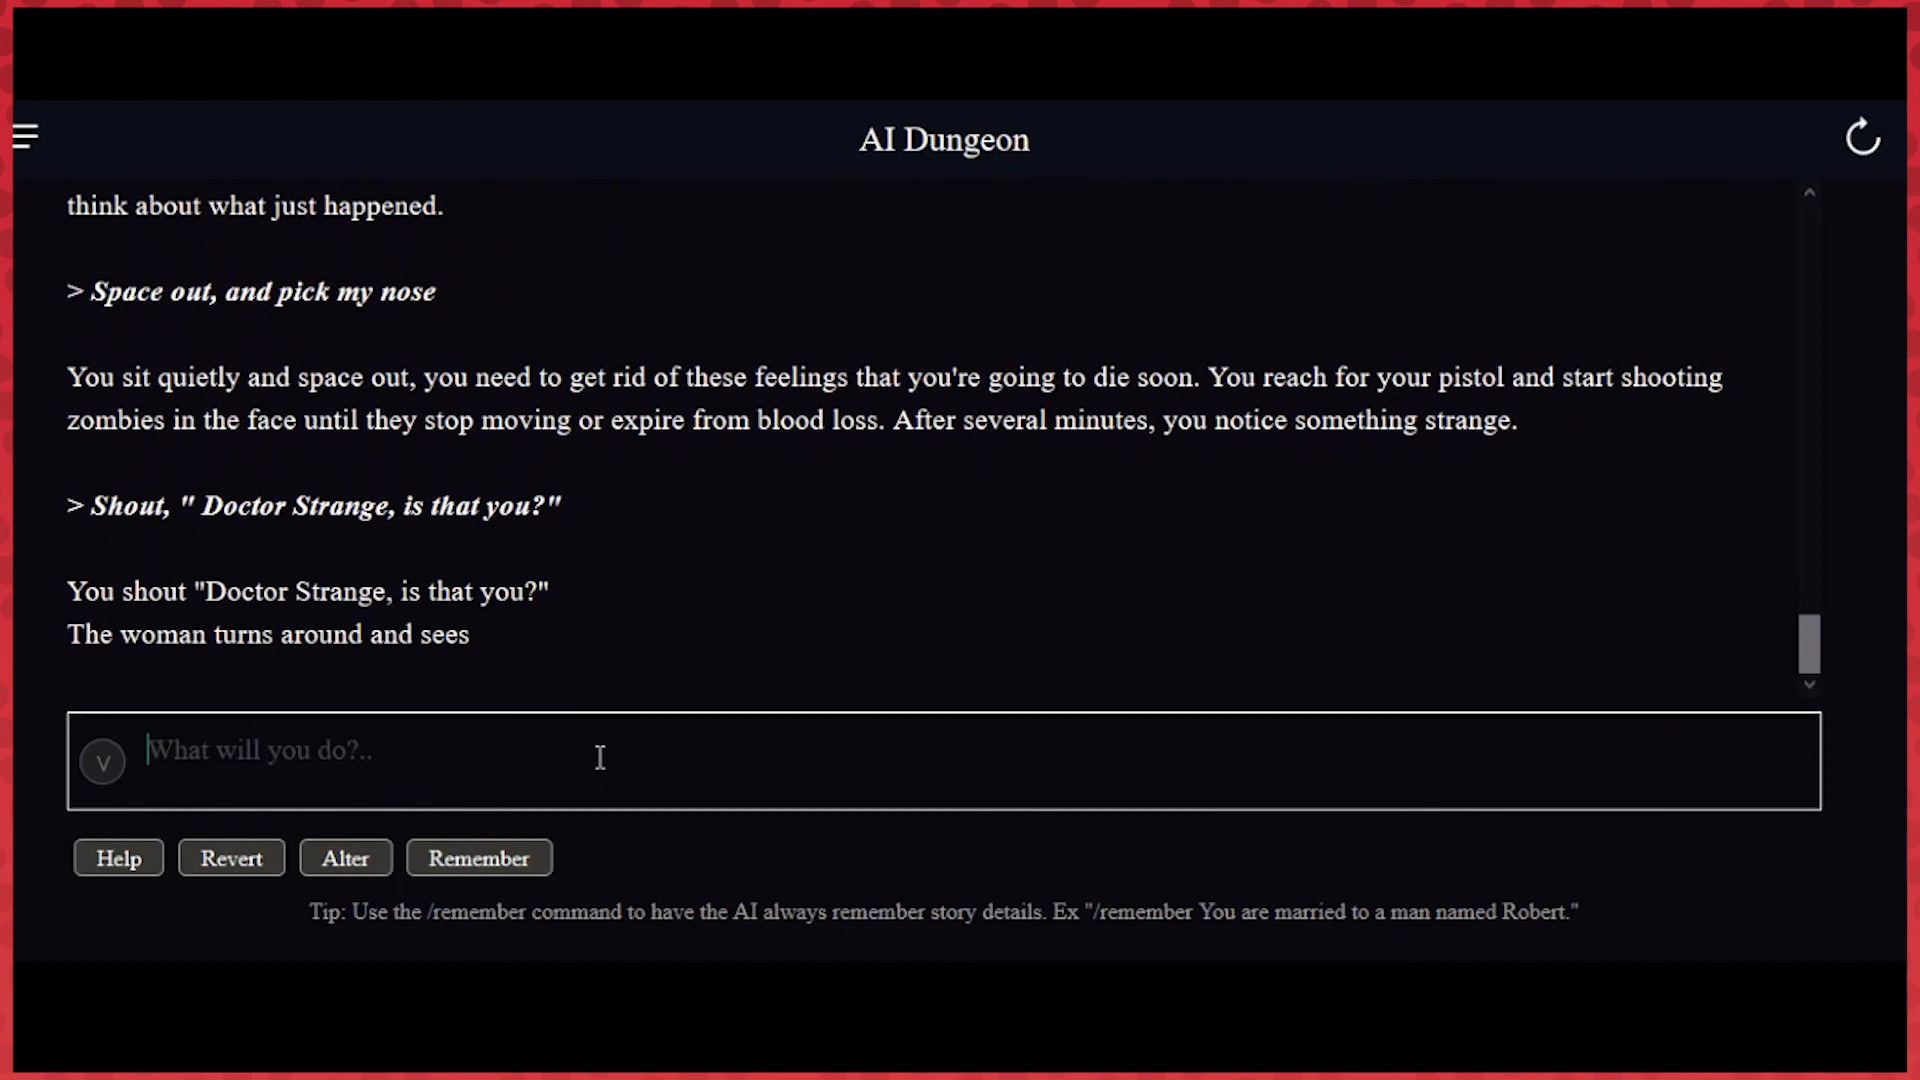 AI Dungeon
think about what just happened.
> Space out, and pick my nose
You sit quietly and space out, you need to get rid of these feelings that you're going to die soon. You reach for your pistol and start shooting
zombies in the face until they stop moving or expire from blood loss. After several minutes, you notice something strange.
> Shout, " Doctor Strange, is that you?"
You shout "Doctor Strange, is that you?"
The woman turns around and sees
V What will you do?..
Help Revert Alter Remember
Tip: Use the /remember command to have the AI always remember story details. Ex "/remember You are married to a man named Robert."